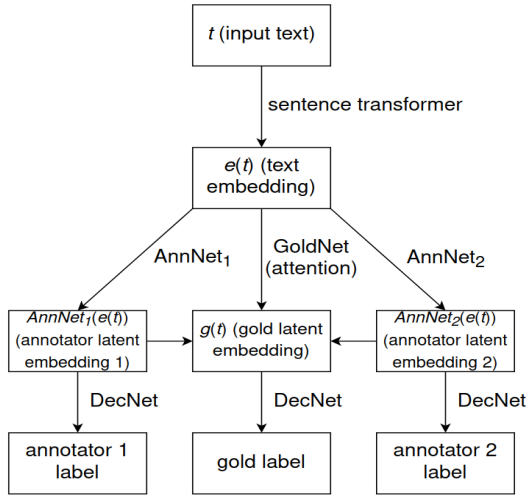 t (input text)
sentence transformer
e(t) (text
embedding)
AnnNet1
GoldNet
(attention)
AnnNet2
AnnNet1(e(t))
(annotator latent
embedding 1)
g(t) (gold latent
embedding)
AnnNet2(e(t))
(annotator latent
embedding 2)
DecNet
DecNet
DecNet
annotator 1
label
gold label
annotator 2
label